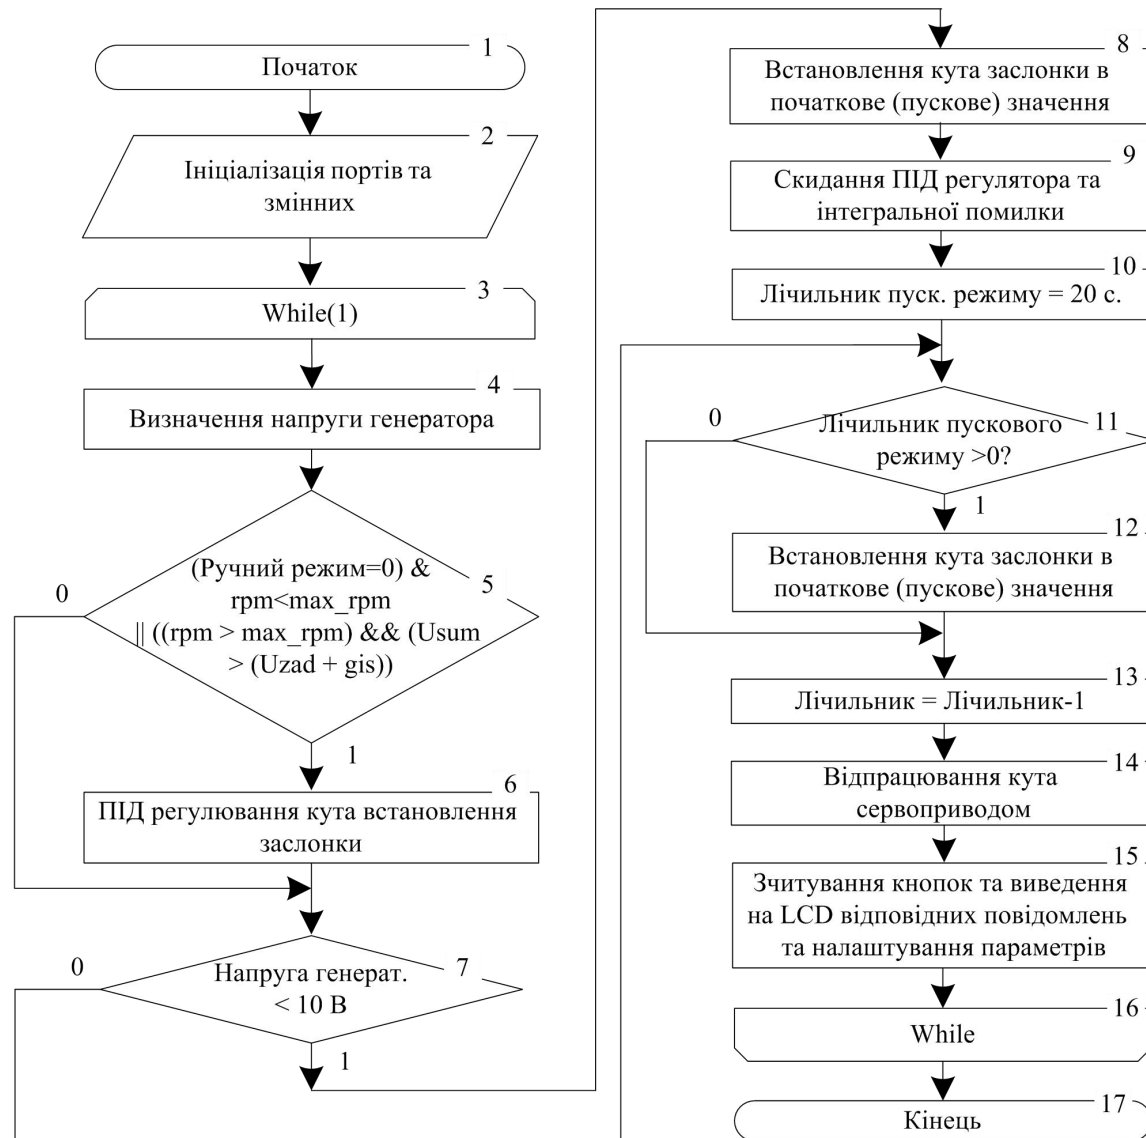 1
Початок
2
Ініціалізація портів та
змінних
3
While(1)
4
Визначення напруги генератора
0
(Ручний режим=0) &
5
rpm<max_rpm
|| ((rpm > max_rpm) && (Usum
> (Uzad + gis))
1
6
ПІД регулювання кута встановлення
заслонки
0
7
Напруга генерат.
< 10 В
1
8
Встановлення кута заслонки в
початкове (пускове) значення
9
Скидання ПІД регулятора та
інтегральної помилки
10
Лічильник пуск. режиму = 20 с.
0
11
Лічильник пускового
режиму >0?
1
12
Встановлення кута заслонки в
початкове (пускове) значення
13
Лічильник = Лічильник-1
14
Відпрацювання кута
сервоприводом
15
Зчитування кнопок та виведення
на LCD відповідних повідомлень
та налаштування параметрів
16
While
17
Кінець